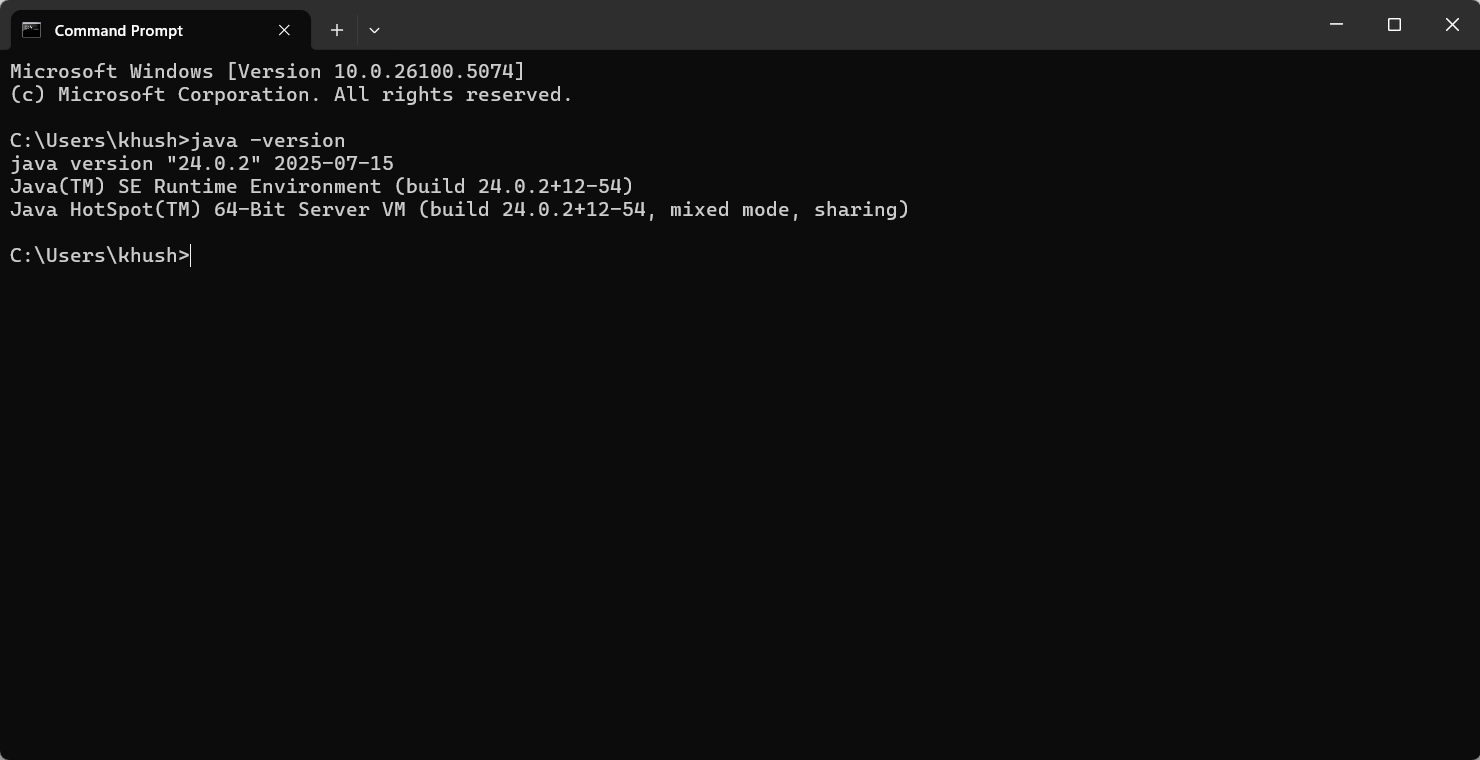 Command Prompt
Microsoft Windows [Version 10.0.26100.5074]
(c) Microsoft Corporation. All rights reserved.
C:\Users\khush>java -version
java version "24.0.2" 2025-07-15
Java(TM) SE Runtime Environment (build 24.0.2+12-54)
Java HotSpot(TM) 64-Bit Server VM (build 24.0.2+12-54, mixed mode, sharing)
C:\Users\khush>